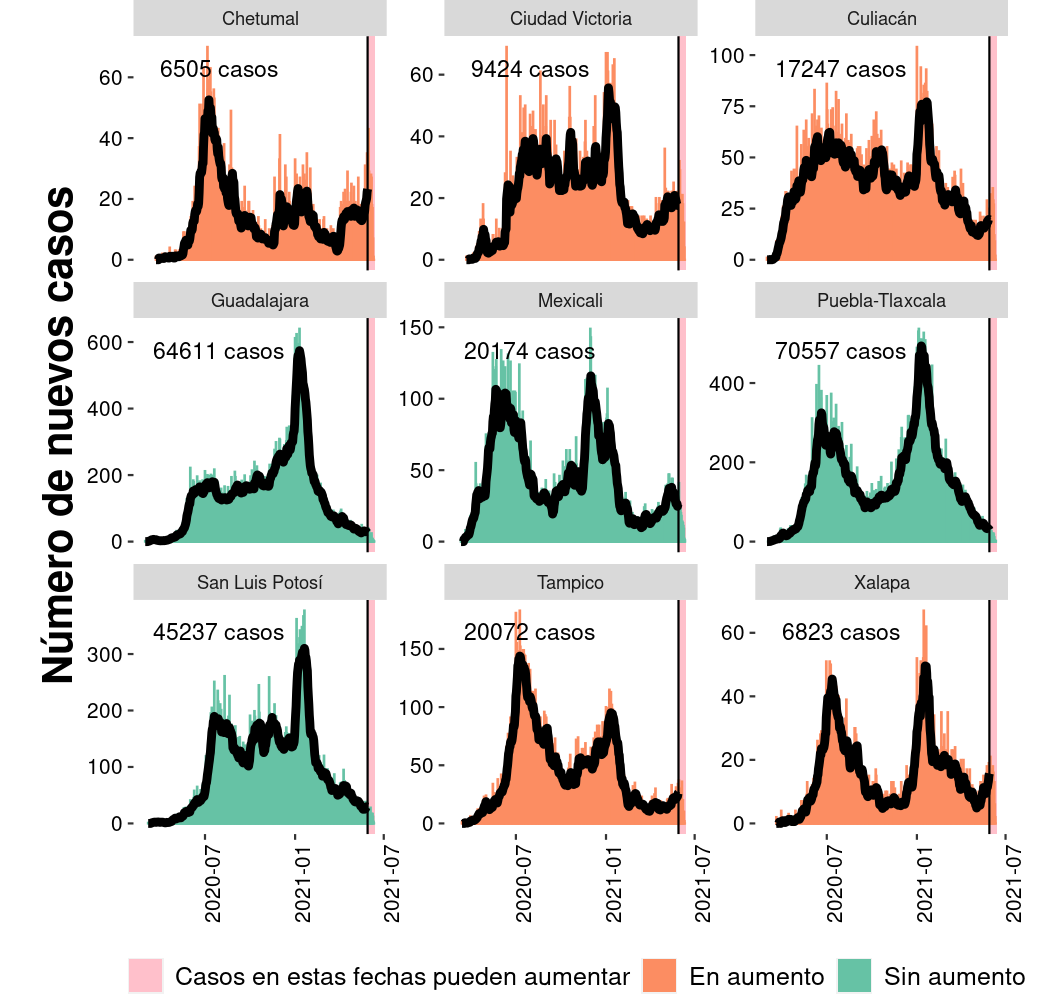 Número de nuevos casos
Chetumal
Ciudad Victoria
Culiacán
6505 casos
9424 casos
17247 casos
60
40
20
0
60
40
20
0
100
75
50
25
0
Guadalajara
Mexicali
Puebla-Tlaxcala
64611 casos
20174 casos
70557 casos
600
400
200
0
150
100
50
0
400
200
0
San Luis Potosí
Tampico
Xalapa
45237 casos
20072 casos
6823 casos
300
200
100
0
150
100
50
0
60
40
20
0
2020-07
2021-01
2021-07
2020-07
2021-01
2021-07
2020-07
2021-01
2021-07
Casos en estas fechas pueden aumentar
En aumento
Sin aumento